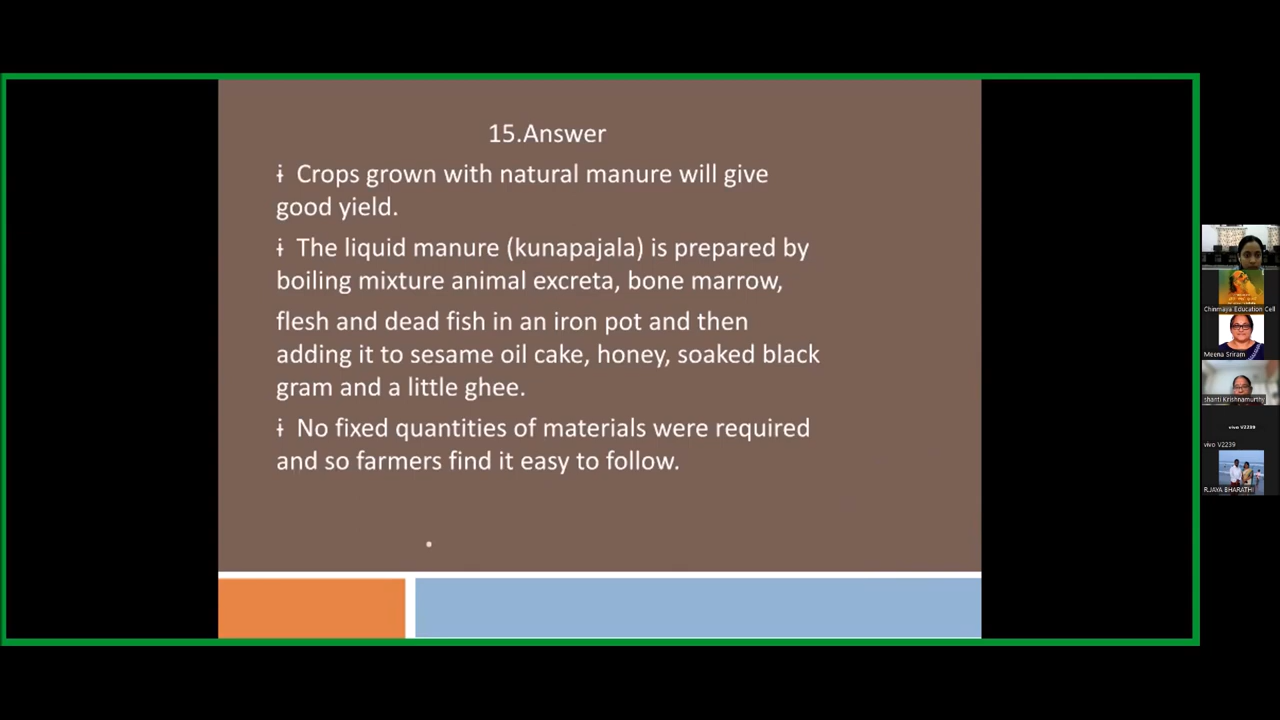 15.Answer
ɨ Crops grown with natural manure will give
good yield.
ɨ The liquid manure (kunapajala) is prepared by
boiling mixture animal excreta, bone marrow,
flesh and dead fish in an iron pot and then
adding it to sesame oil cake, honey, soaked black
gram and a little ghee.
ɨ No fixed quantities of materials were required
and so farmers find it easy to follow.
.
Chinmaya Education Cell
Meena Sriram
shanti Krishnamurthy
vivo V2239
vivo V2239
R.JAYA BHARATHI